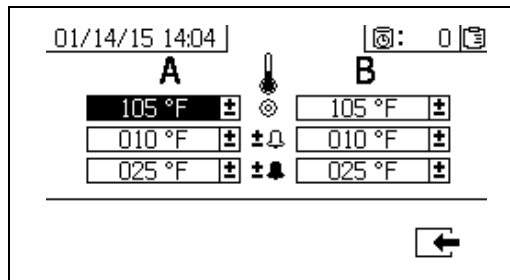 01/14/15 14:04 : 0
A B
105 °F ± 105 °F ±
010 °F ± ± 010 °F ±
025 °F ± ± 025 °F ±